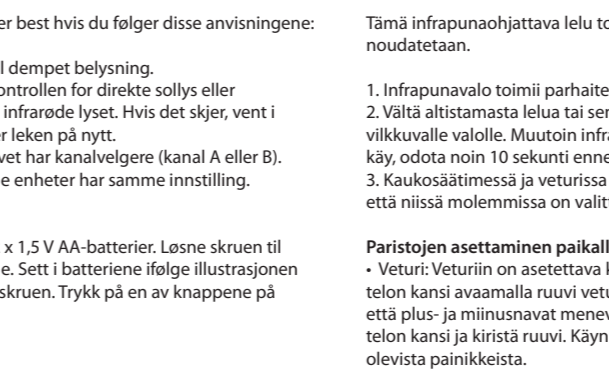 er best hvis du følger disse anvisningene:
l dempet belysning.
ontrollen for direkte sollys eller
infrarøde lyset. Hvis det skjer, vent i
r leken på nytt.
vet har kanalvelgere (kanal A eller B).
e enheter har samme innstilling.
x 1,5 V AA-batterier. Løsne skruen til
e. Sett i batteriene ifølge illustrasjonen
skruen. Trykk på en av knappene på
Tämä infrapunaohjattava lelu to
noudatetaan.
1. Infrapunavalo toimii parhaite
2. Vältä altistamasta lelua tai ser
vilkkuvalle valolle. Muutoin infra
käy, odota noin 10 sekunti enne
3. Kaukosäätimessä ja veturissa
että niissä molemmissa on valitt
Paristojen asettaminen paikall
• Veturi: Veturiin on asetettava k
telon kansi avaamalla ruuvi vetu
että plus- ja miinusnavat menev
telon kansi ja kiristä ruuvi. Käyn
olevista painikkeista.